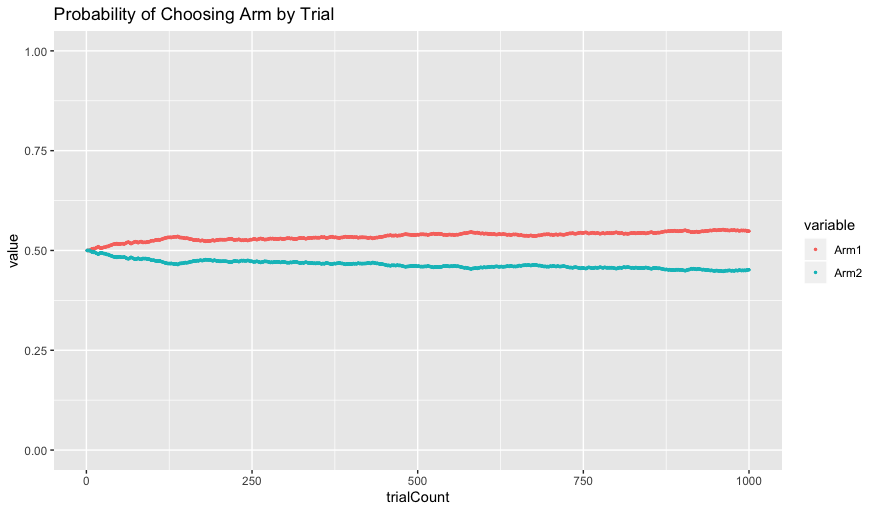 Probability of Choosing Arm by Trial
1.00
0.75
0.50
0.25
0.00
value
0
250
500
750
1000
trialCount
variable
Arm1
Arm2